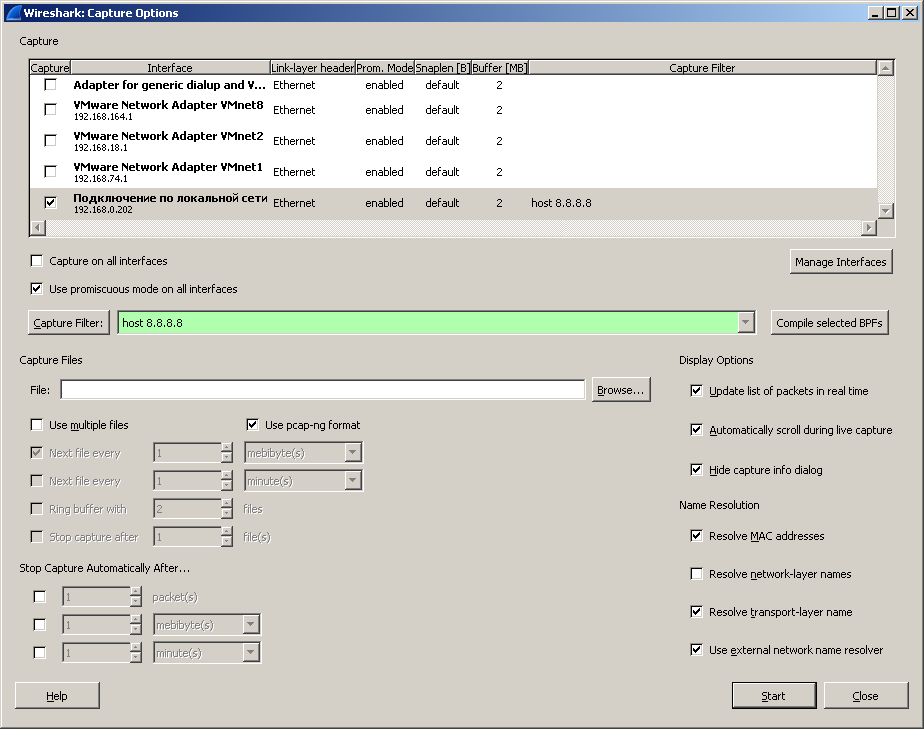 Wireshark: Capture Options
Capture
Capture Interface Link-layer header Prom. Mode Snaplen [B] Buffer [MB] Capture Filter
Adapter for generic dialup and V... Ethernet enabled default 2
VMware Network Adapter VMnet8 Ethernet enabled default 2
192.168.164.1
VMware Network Adapter VMnet2 Ethernet enabled default 2
192.168.18.1
VMware Network Adapter VMnet1 Ethernet enabled default 2
192.168.74.1
Подключение по локальной сети Ethernet enabled default 2 host 8.8.8.8
192.168.0.202
Capture on all interfaces
Manage Interfaces
Use promiscuous mode on all interfaces
Capture Filter: host 8.8.8.8 Compile selected BPFs
Capture Files
File: Browse...
Use multiple files Use pcap-ng format
Next file every 1 mebibyte(s)
Next file every 1 minute(s)
Ring buffer with 2 files
Stop capture after 1 file(s)
Stop Capture Automatically After...
1 packet(s)
1 mebibyte(s)
1 minute(s)
Display Options
Update list of packets in real time
Automatically scroll during live capture
Hide capture info dialog
Name Resolution
Resolve MAC addresses
Resolve network-layer names
Resolve transport-layer name
Use external network name resolver
Help Start Close